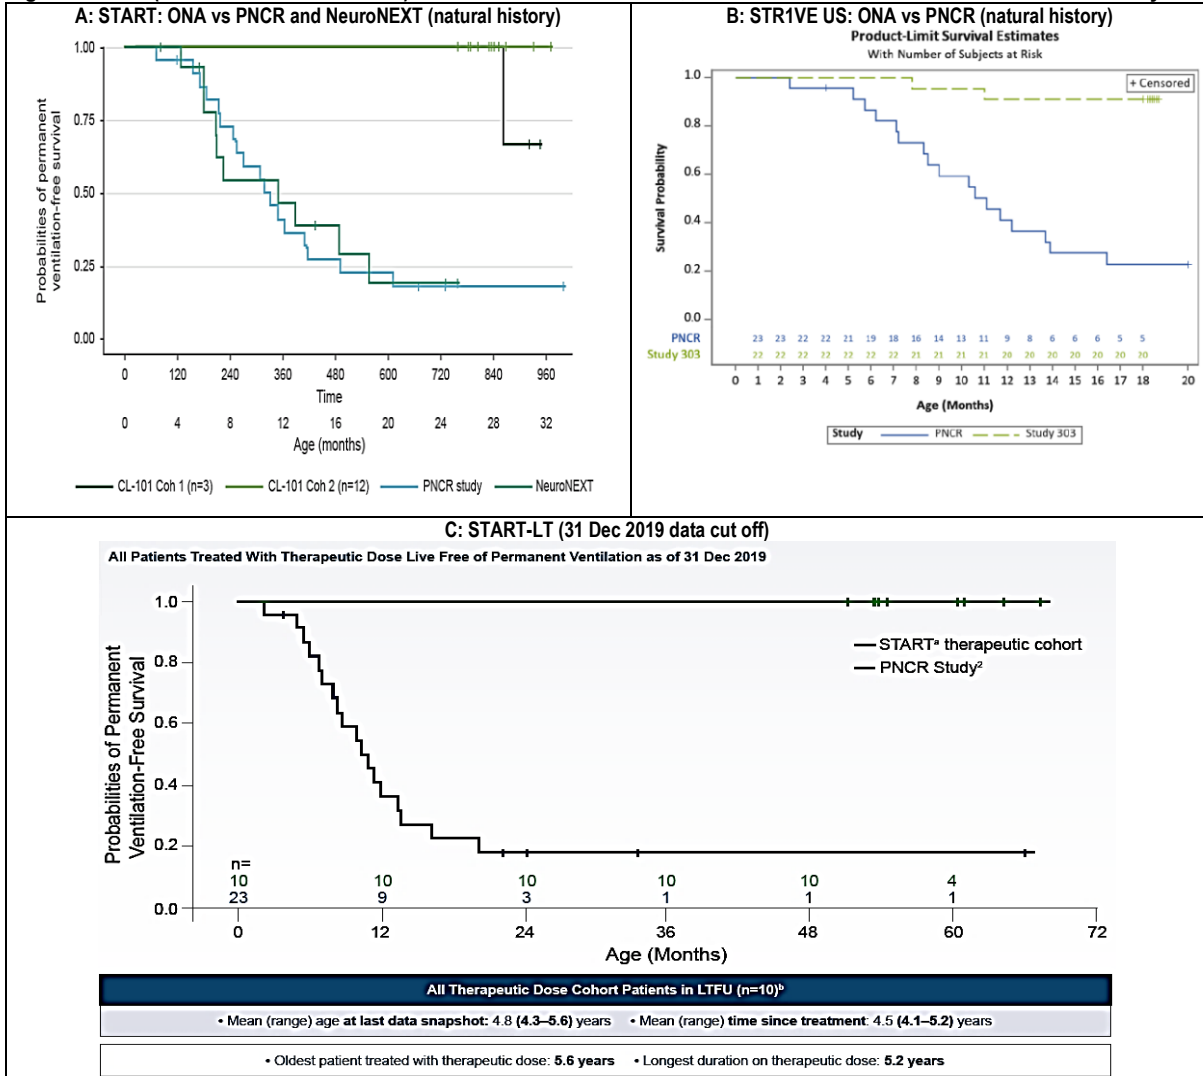 A: START: ONA vs PNCR and NeuroNEXT (natural history)
Probabilities of permanent
ventilation-free survival
1.00
0.75
0.50
0.25
0.00
0 120 240 360 480 600 720 840 960
Time
0 4 8 12 16 20 24 28 32
Age (months)
CL-101 Coh 1 (n=3) CL-101 Coh 2 (n=12) PNCR study NeuroNEXT
B: STR1VE US: ONA vs PNCR (natural history)
Product-Limit Survival Estimates
With Number of Subjects at Risk
+ Censored
Survival Probability
1.0
0.8
0.6
0.4
0.2
0.0
PNCR 23 23 22 22 21 19 18 16 14 13 11 9 8 6 6 6 5 5
Study 303 22 22 22 22 22 22 22 21 21 21 21 20 20 20 20 20 20 20
0 1 2 3 4 5 6 7 8 9 10 11 12 13 14 15 16 17 18 20
Age (Months)
Study PNCR Study 303
C: START-LT (31 Dec 2019 data cut off)
All Patients Treated With Therapeutic Dose Live Free of Permanent Ventilation as of 31 Dec 2019
Probabilities of Permanent
Ventilation-Free Survival
1.0
0.8
0.6
0.4
0.2
0.0
STARTᵃ therapeutic cohort
PNCR Study²
n=
10 10 10 10 10 4
23 9 3 1 1 1
0 12 24 36 48 60 72
Age (Months)
All Therapeutic Dose Cohort Patients in LTFU (n=10)ᵇ
• Mean (range) age at last data snapshot: 4.8 (4.3–5.6) years • Mean (range) time since treatment: 4.5 (4.1–5.2) years
• Oldest patient treated with therapeutic dose: 5.6 years • Longest duration on therapeutic dose: 5.2 years